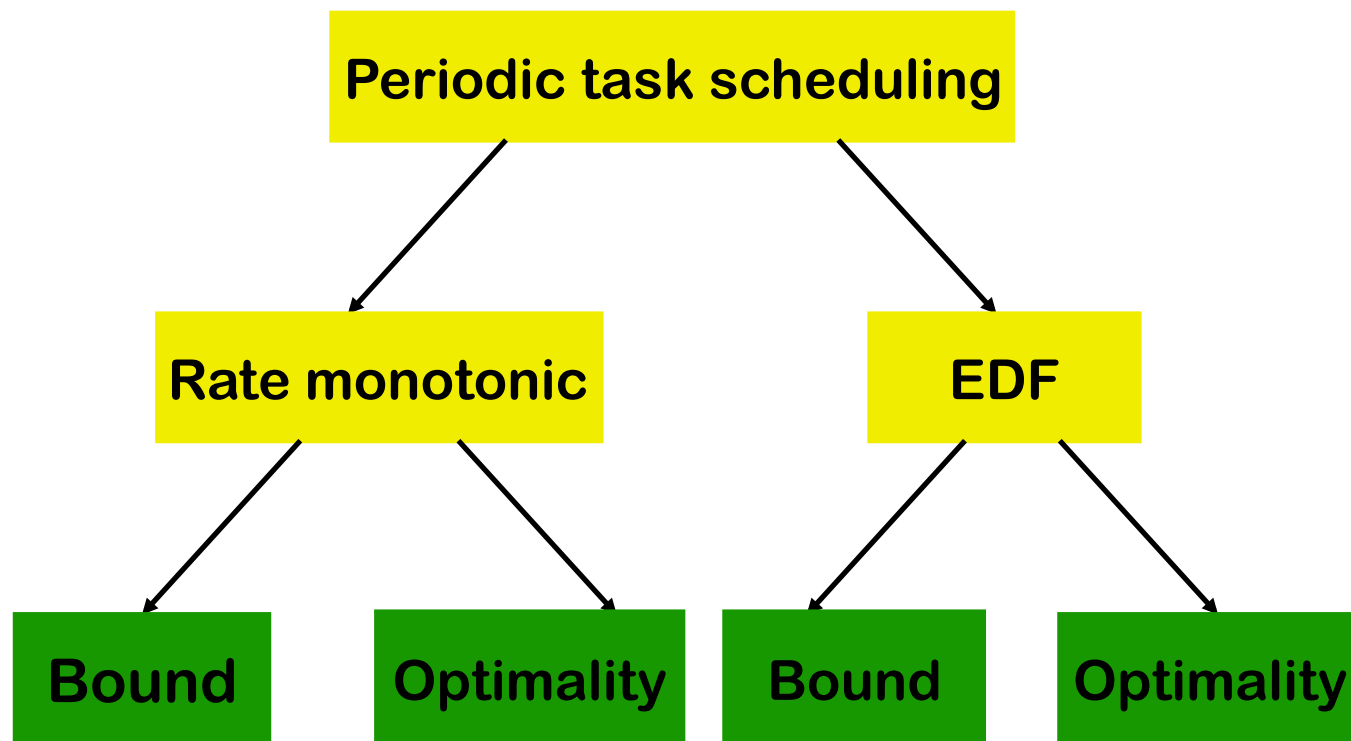 Periodic task scheduling
Rate monotonic
EDF
Bound
Optimality
Bound
Optimality